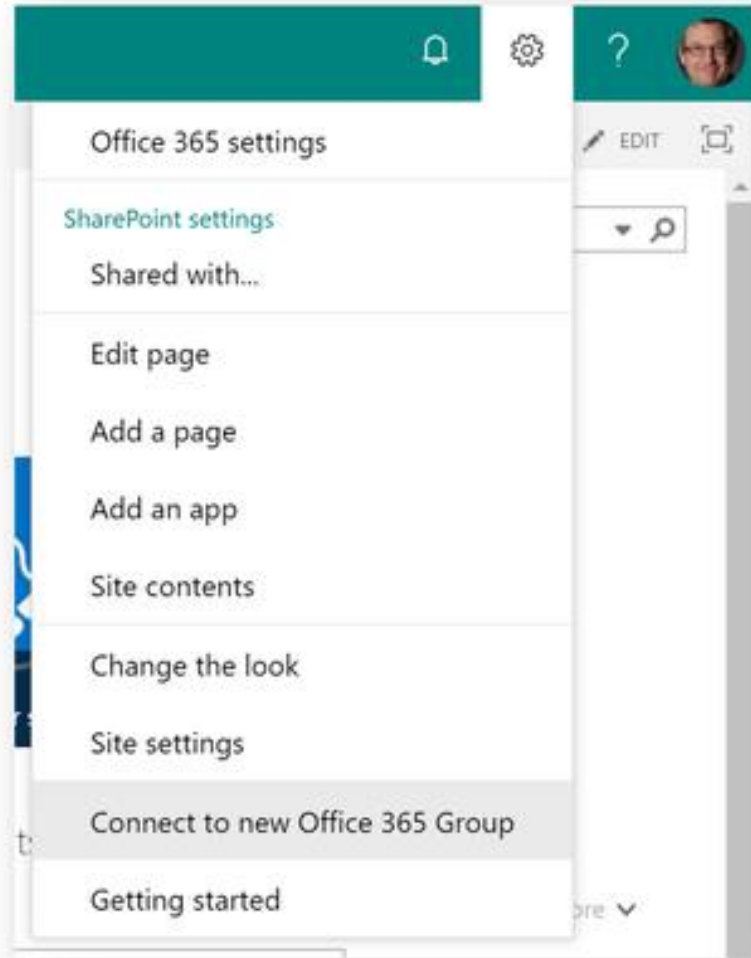 ?
Office 365 settings
EDIT
SharePoint settings
Shared with...
Edit page
Add a page
Add an app
Site contents
Change the look
Site settings
Connect to new Office 365 Group
Getting started